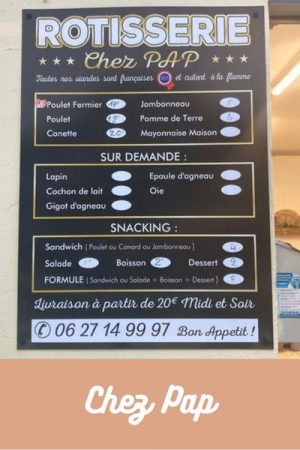 ROTISSERIE
Chez PAP
Toutes nos viandes sont françaises et cuitent à la flamme
Poulet Fermier Jambonneau
Poulet Pomme de Terre
Canette 20 Mayonnaise Maison
SUR DEMANDE :
Lapin Epaule d'agneau
Cochon de lait Oie
Gigot d'agneau
SNACKING :
Sandwich ( Poulet ou Canard ou Jambonneau )
Salade Boisson Dessert
FORMULE ( Sandwich ou Salade + Boisson + Dessert )
Livraison à partir de 20€ Midi et Soir
06 27 14 99 97 Bon Appetit !
Chez Pap